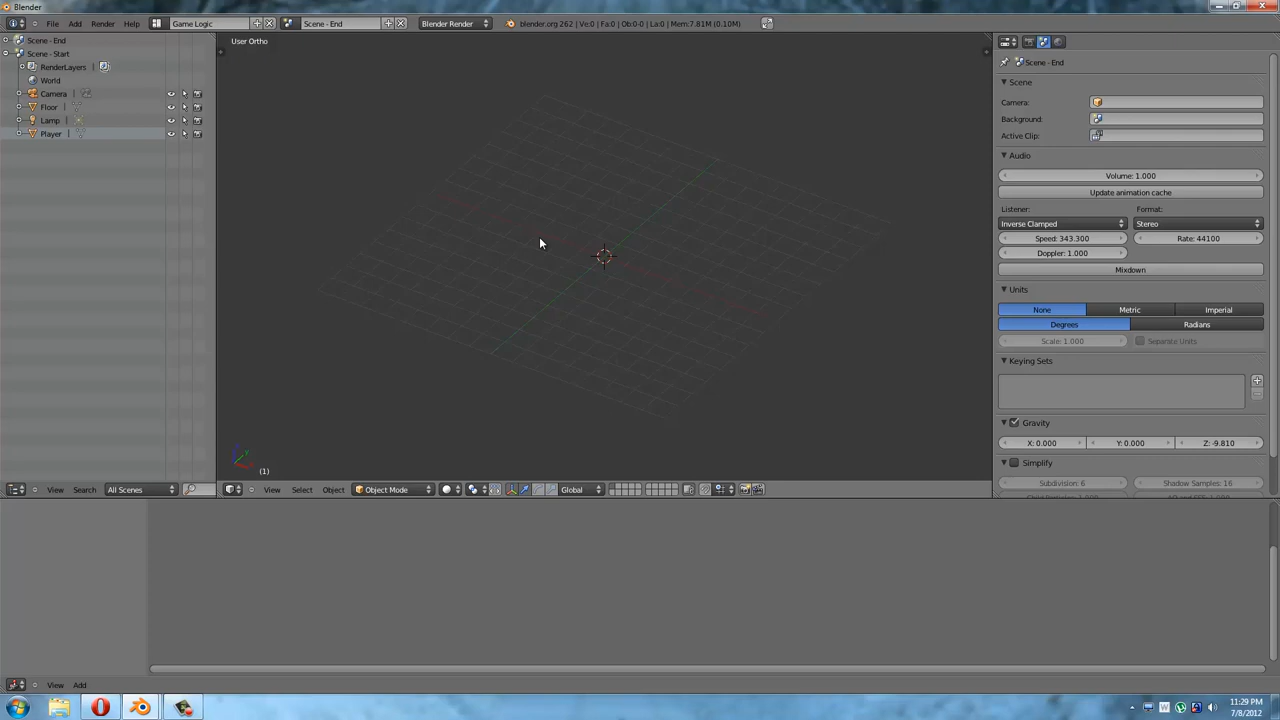 Blender
File Add Render Help Game Logic Scene - End Blender Render blender.org 262 | Ve:0 | Fa:0 | Ob:0-0 | La:0 | Mem:7.81M (0.10M)
Scene - End
Scene - Start
RenderLayers
World
Camera
Floor
Lamp
Player
View Search All Scenes
User Ortho
(1)
View Select Object Object Mode Global
Scene - End
Scene
Camera:
Background:
Active Clip:
Audio
Volume: 1.000
Update animation cache
Listener: Format:
Inverse Clamped Stereo
Speed: 343.300 Rate: 44100
Doppler: 1.000
Mixdown
Units
None Metric Imperial
Degrees Radians
Scale: 1.000 Separate Units
Keying Sets
Gravity
X: 0.000 Y: 0.000 Z: -9.810
Simplify
Subdivision: 6 Shadow Samples: 16
View Add
11:29 PM
7/8/2012